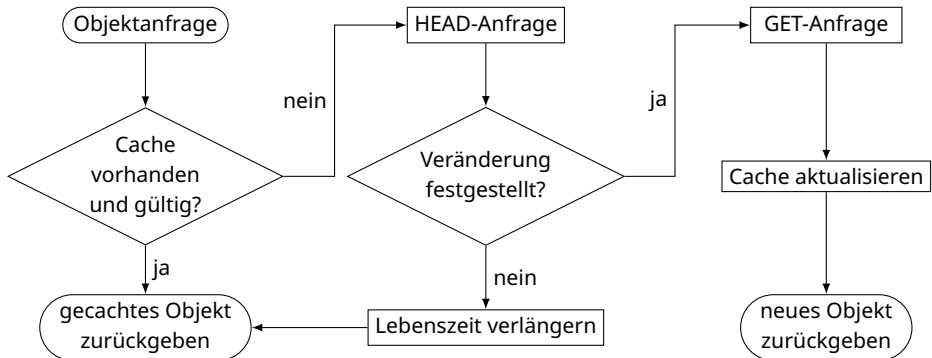 Objektanfrage
HEAD-Anfrage
GET-Anfrage
nein
ja
Cache
vorhanden
und gültig?
Veränderung
festgestellt?
Cache aktualisieren
ja
nein
gecachtes Objekt
zurückgeben
Lebenszeit verlängern
neues Objekt
zurückgeben